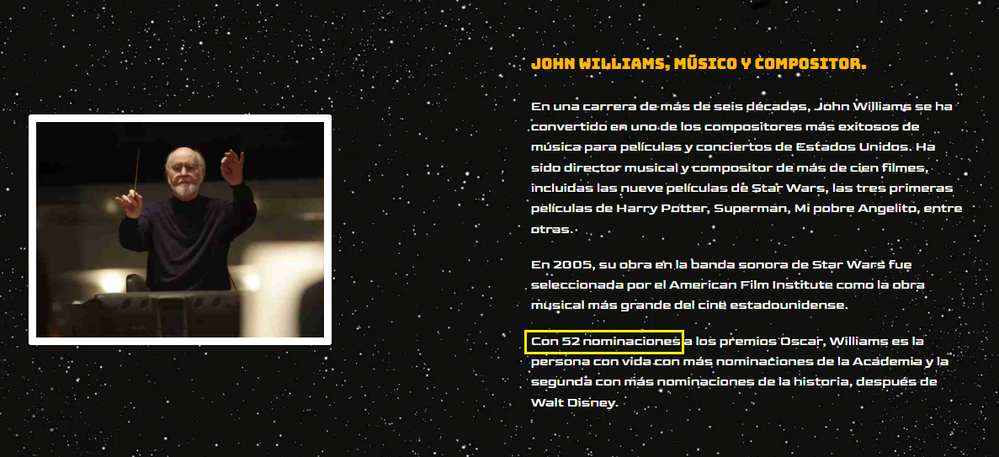 JOHN WILLIAMS, MÚSICO Y COMPOSITOR.
En una carrera de más de seis décadas, John Williams se ha
convertido en uno de los compositores más exitosos de
música para películas y conciertos de Estados Unidos. Ha
sido director musical y compositor de más de cien filmes,
incluidas las nueve películas de Star Wars, las tres primeras
películas de Harry Potter, Superman, Mi pobre Angelito, entre
otras.
En 2005, su obra en la banda sonora de Star Wars fue
seleccionada por el American Film Institute como la obra
musical más grande del cine estadounidense.
Con 52 nominaciones a los premios Oscar, Williams es la
persona con vida con más nominaciones de la Academia y la
segunda con más nominaciones de la historia, después de
Walt Disney.